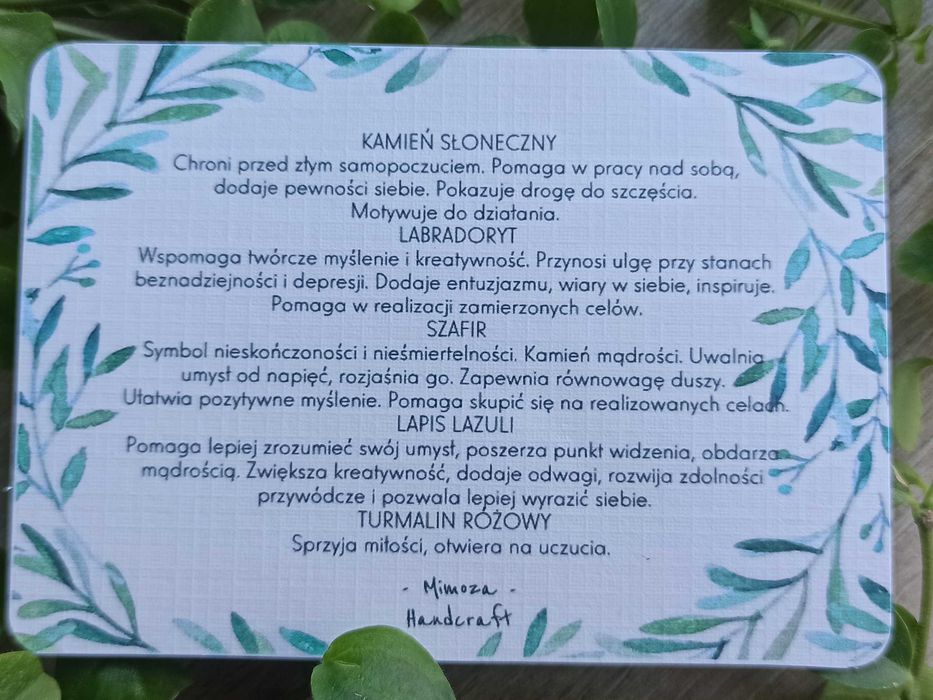 KAMIEŃ SŁONECZNY
Chroni przed złym samopoczuciem. Pomaga w pracy nad sobą,
dodaje pewności siebie. Pokazuje drogę do szczęścia.
Motywuje do działania.
LABRADORYT
Wspomaga twórcze myślenie i kreatywność. Przynosi ulgę przy stanach
beznadziejności i depresji. Dodaje entuzjazmu, wiary w siebie, inspiruje.
Pomaga w realizacji zamierzonych celów.
SZAFIR
Symbol nieskończoności i nieśmiertelności. Kamień mądrości. Uwalnia
umysł od napięć, rozjaśnia go. Zapewnia równowagę duszy.
Ułatwia pozytywne myślenie. Pomaga skupić się na realizowanych celach.
LAPIS LAZULI
Pomaga lepiej zrozumieć swój umysł, poszerza punkt widzenia, obdarza
mądrością. Zwiększa kreatywność, dodaje odwagi, rozwija zdolności
przywódcze i pozwala lepiej wyrazić siebie.
TURMALIN RÓŻOWY
Sprzyja miłości, otwiera na uczucia.
- Mimoza -
Handcraft